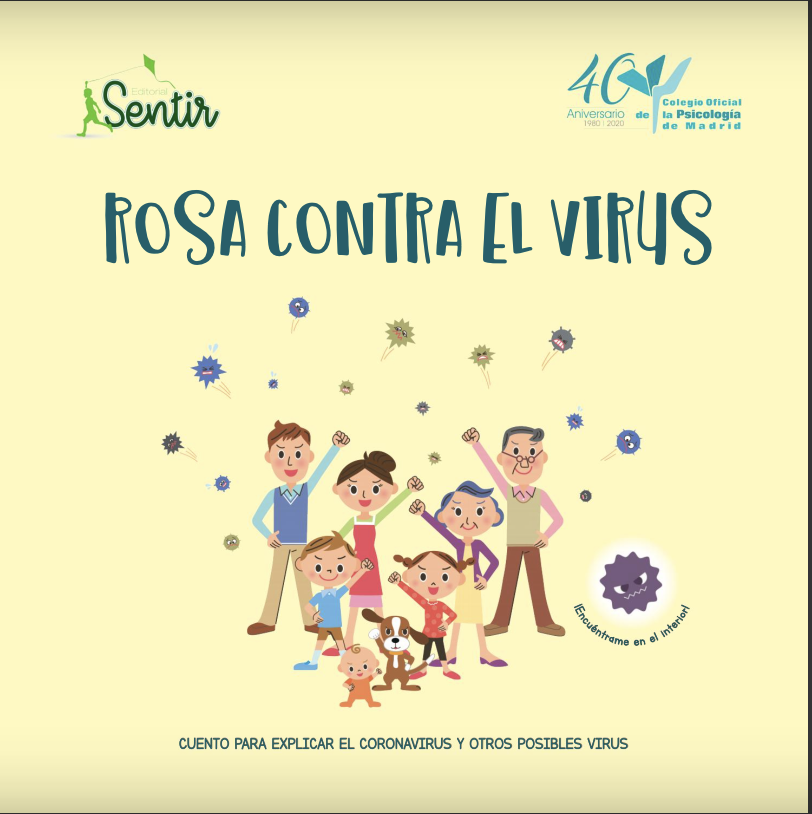 Editorial
Sentir
40
Aniversario
1980 | 2020
Colegio Oficial
de la Psicología
de Madrid
ROSA CONTRA EL VIRUS
¡Encuéntrame en el interior!
CUENTO PARA EXPLICAR EL CORONAVIRUS Y OTROS POSIBLES VIRUS